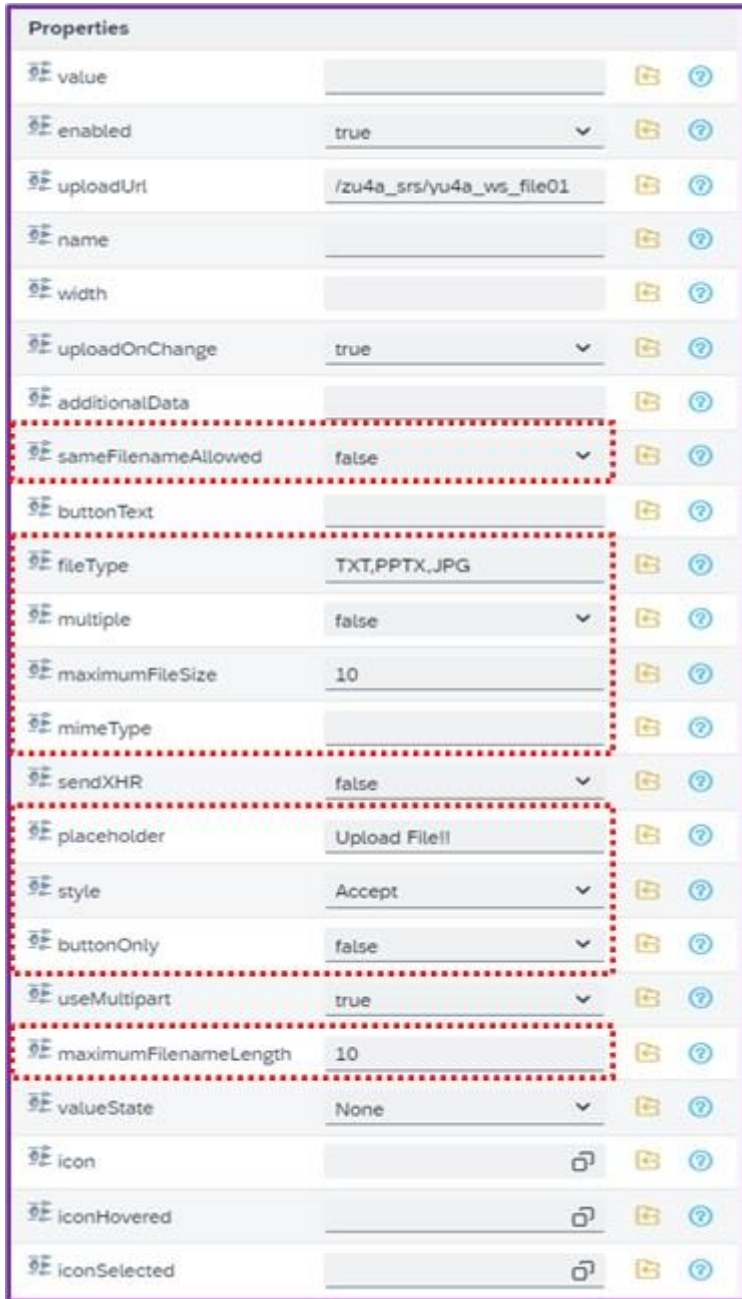 Properties
value
enabled true
uploadUrl /zu4a_srs/yu4a_ws_file01
name
width
uploadOnChange true
additionalData
sameFilenameAllowed false
buttonText
fileType TXT,PPTX,JPG
multiple false
maximumFileSize 10
mimeType
sendXHR false
placeholder Upload File!!
style Accept
buttonOnly false
useMultipart true
maximumFilenameLength 10
valueState None
icon
iconHovered
iconSelected